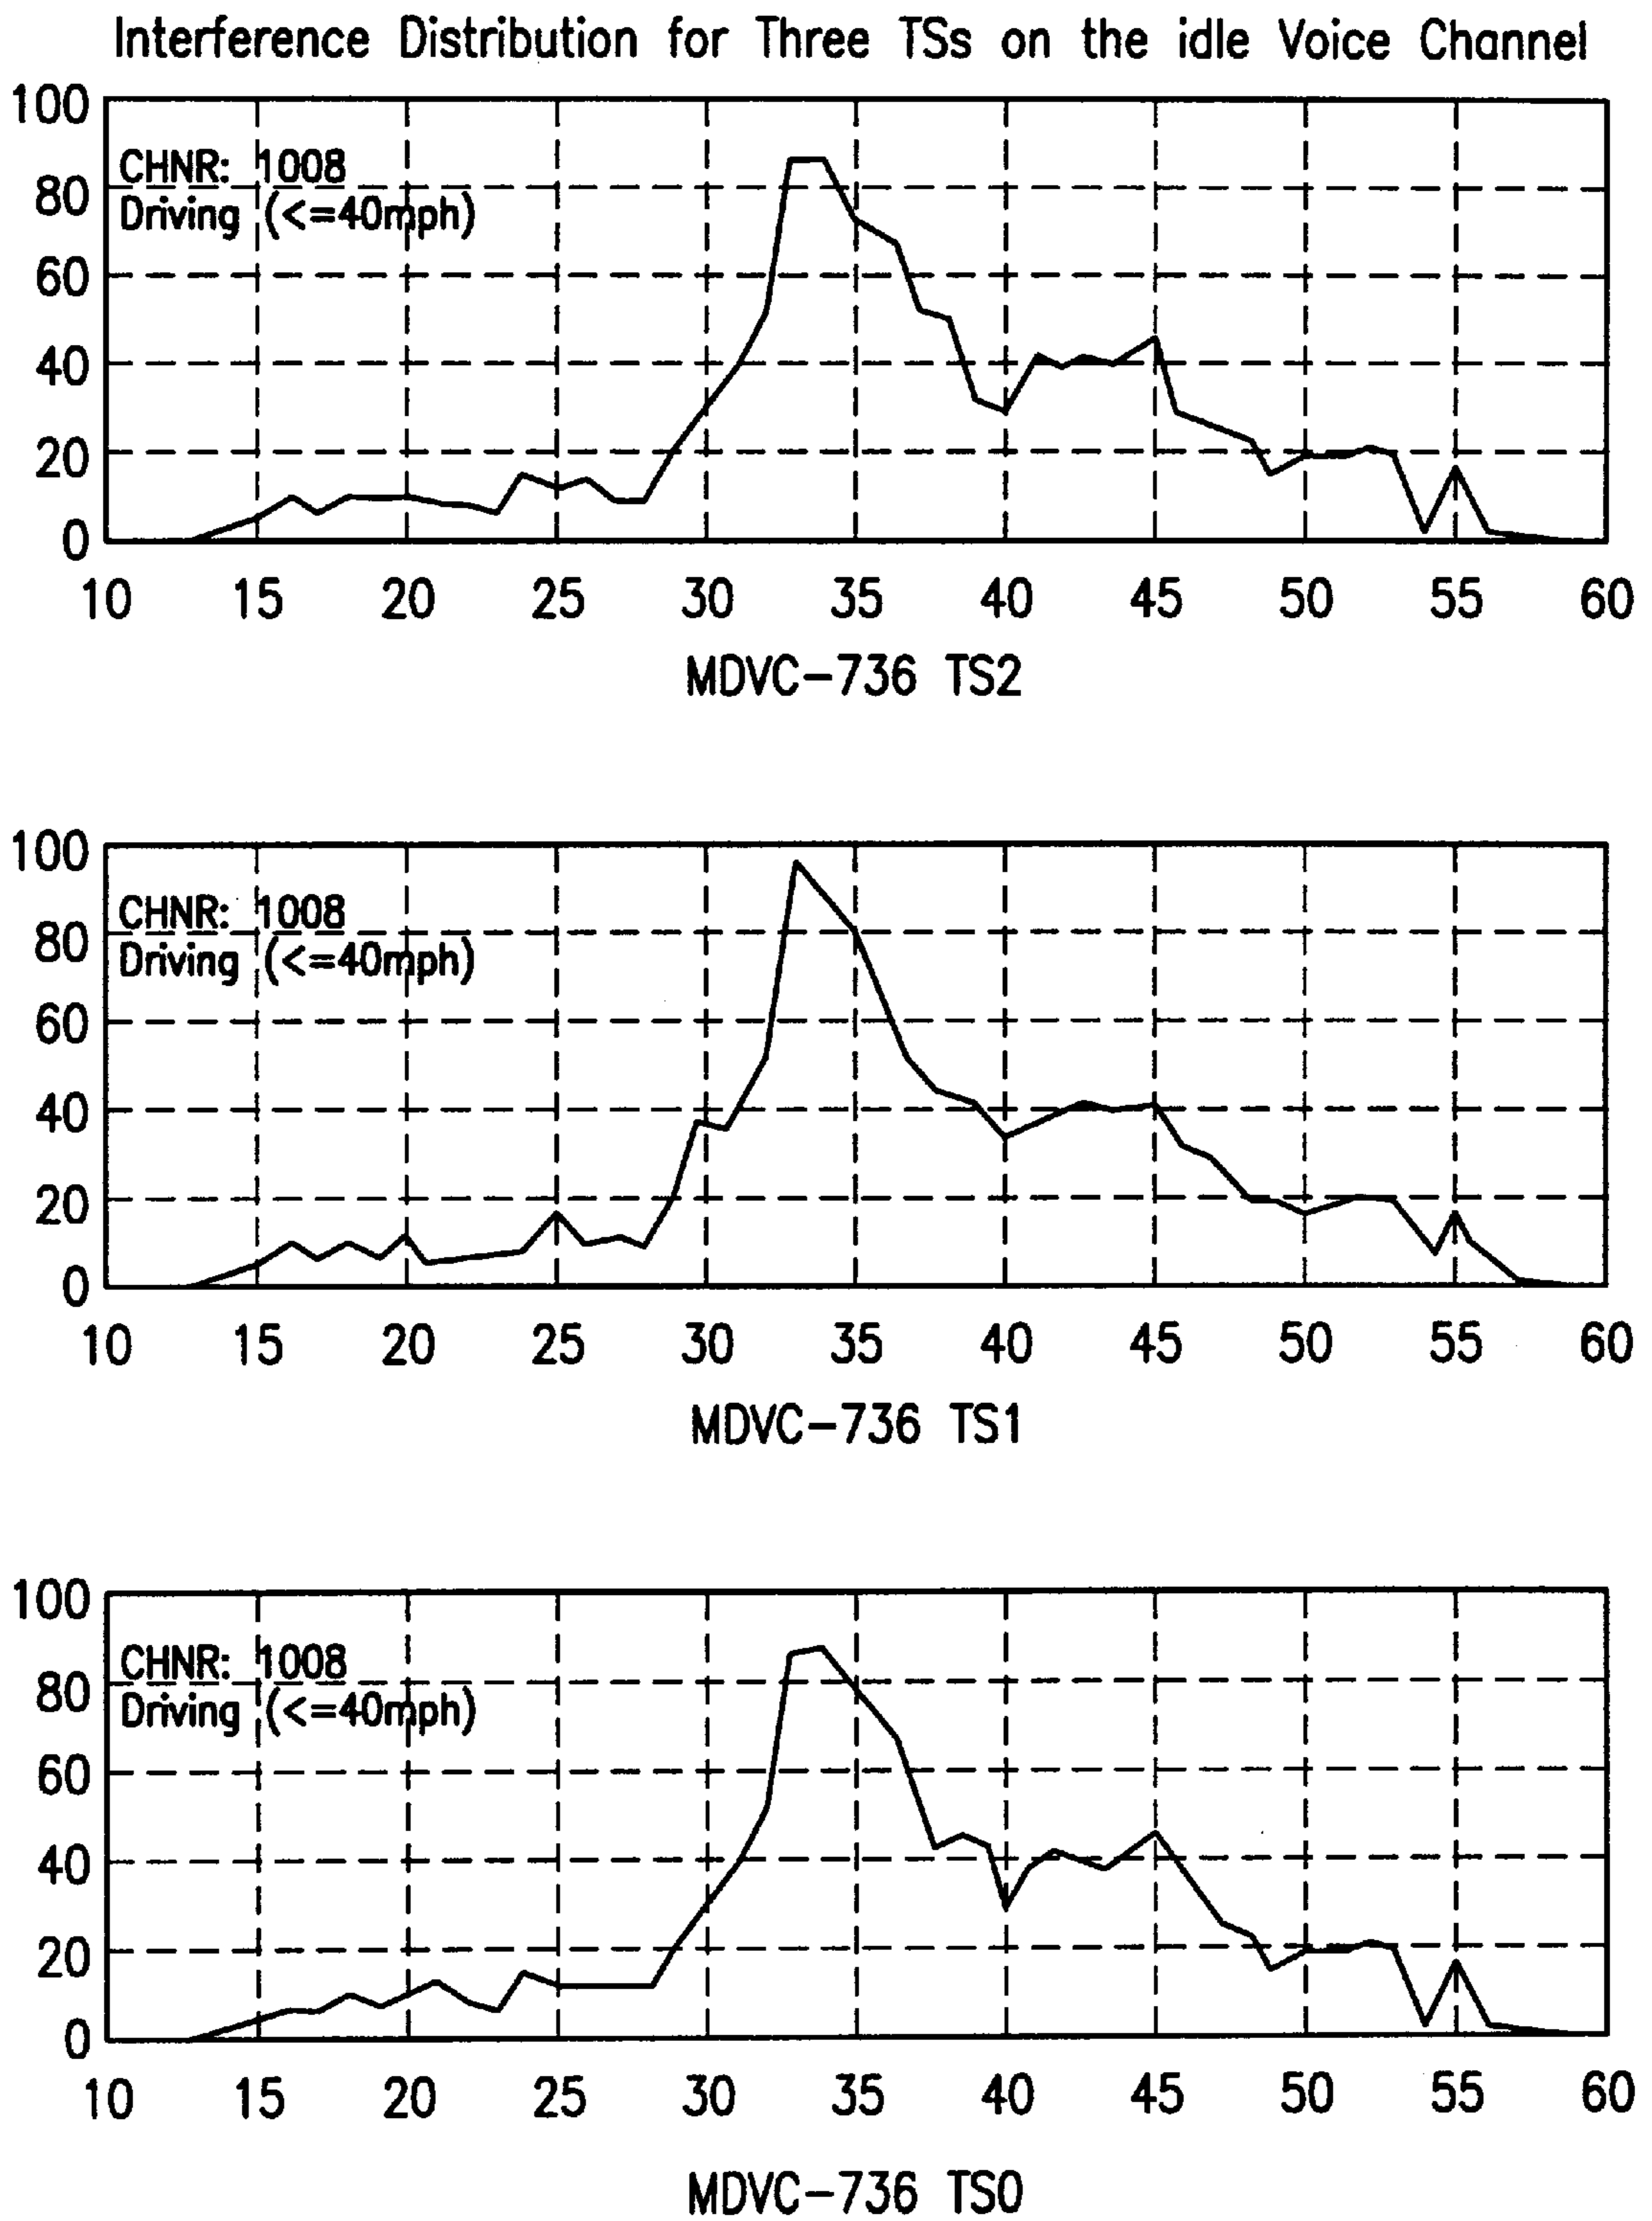 Interference Distribution for Three TSs on the idle Voice Channel
100
CHNR: 1008
80
Driving (<=40mph)
60
40
20
0
10 15 20 25 30 35 40 45 50 55 60
MDVC-736 TS2
100
CHNR: 1008
80
Driving (<=40mph)
60
40
20
0
10 15 20 25 30 35 40 45 50 55 60
MDVC-736 TS1
100
CHNR: 1008
80
Driving (<=40mph)
60
40
20
0
10 15 20 25 30 35 40 45 50 55 60
MDVC-736 TS0